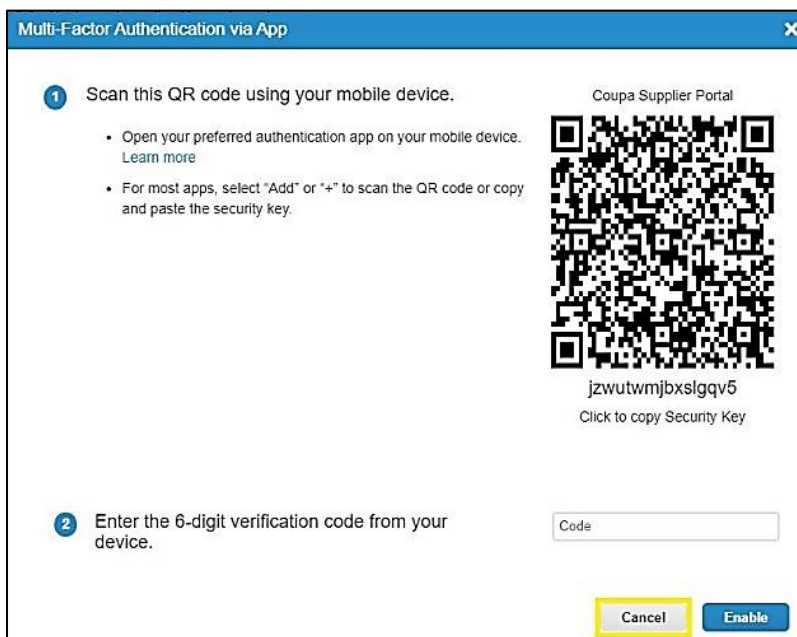 Multi-Factor Authentication via App
1 Scan this QR code using your mobile device.
• Open your preferred authentication app on your mobile device.
Learn more
• For most apps, select “Add” or “+” to scan the QR code or copy
and paste the security key.
Coupa Supplier Portal
jzwutwmjbxslgqv5
Click to copy Security Key
2 Enter the 6-digit verification code from your
device.
Code
Cancel
Enable